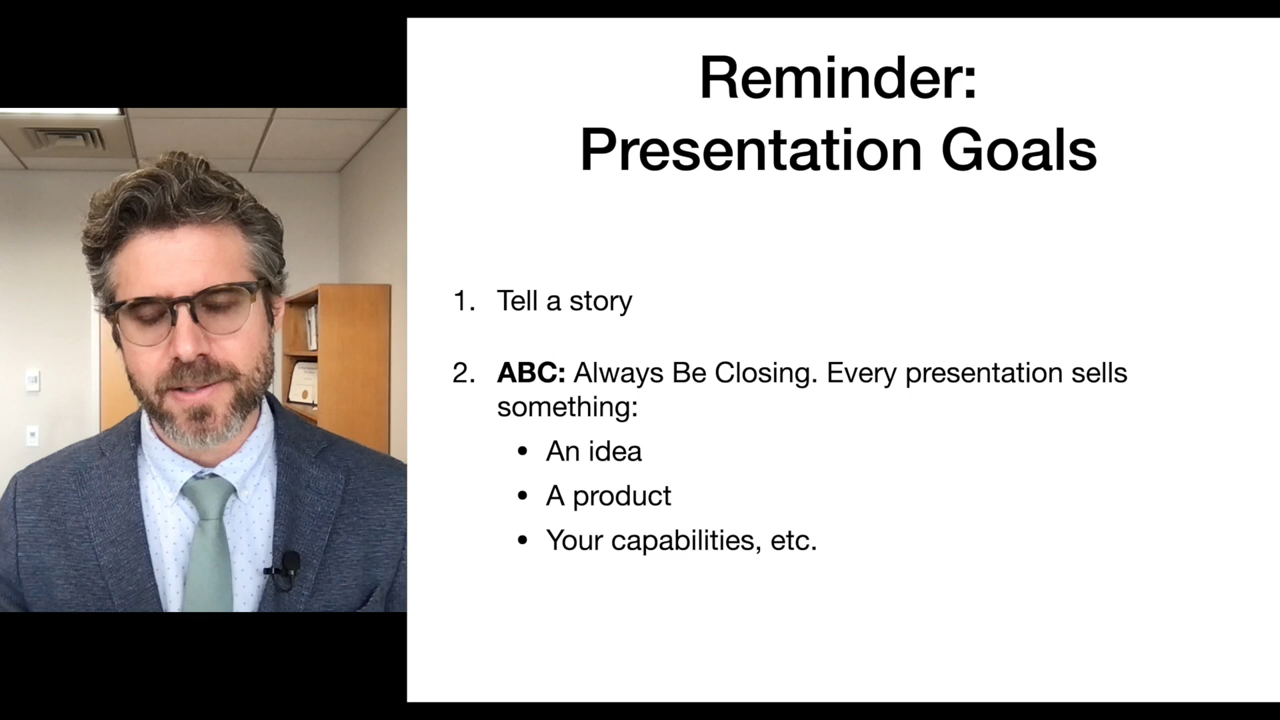 Reminder:
Presentation Goals
1. Tell a story
2. ABC: Always Be Closing. Every presentation sells
something:
• An idea
• A product
• Your capabilities, etc.